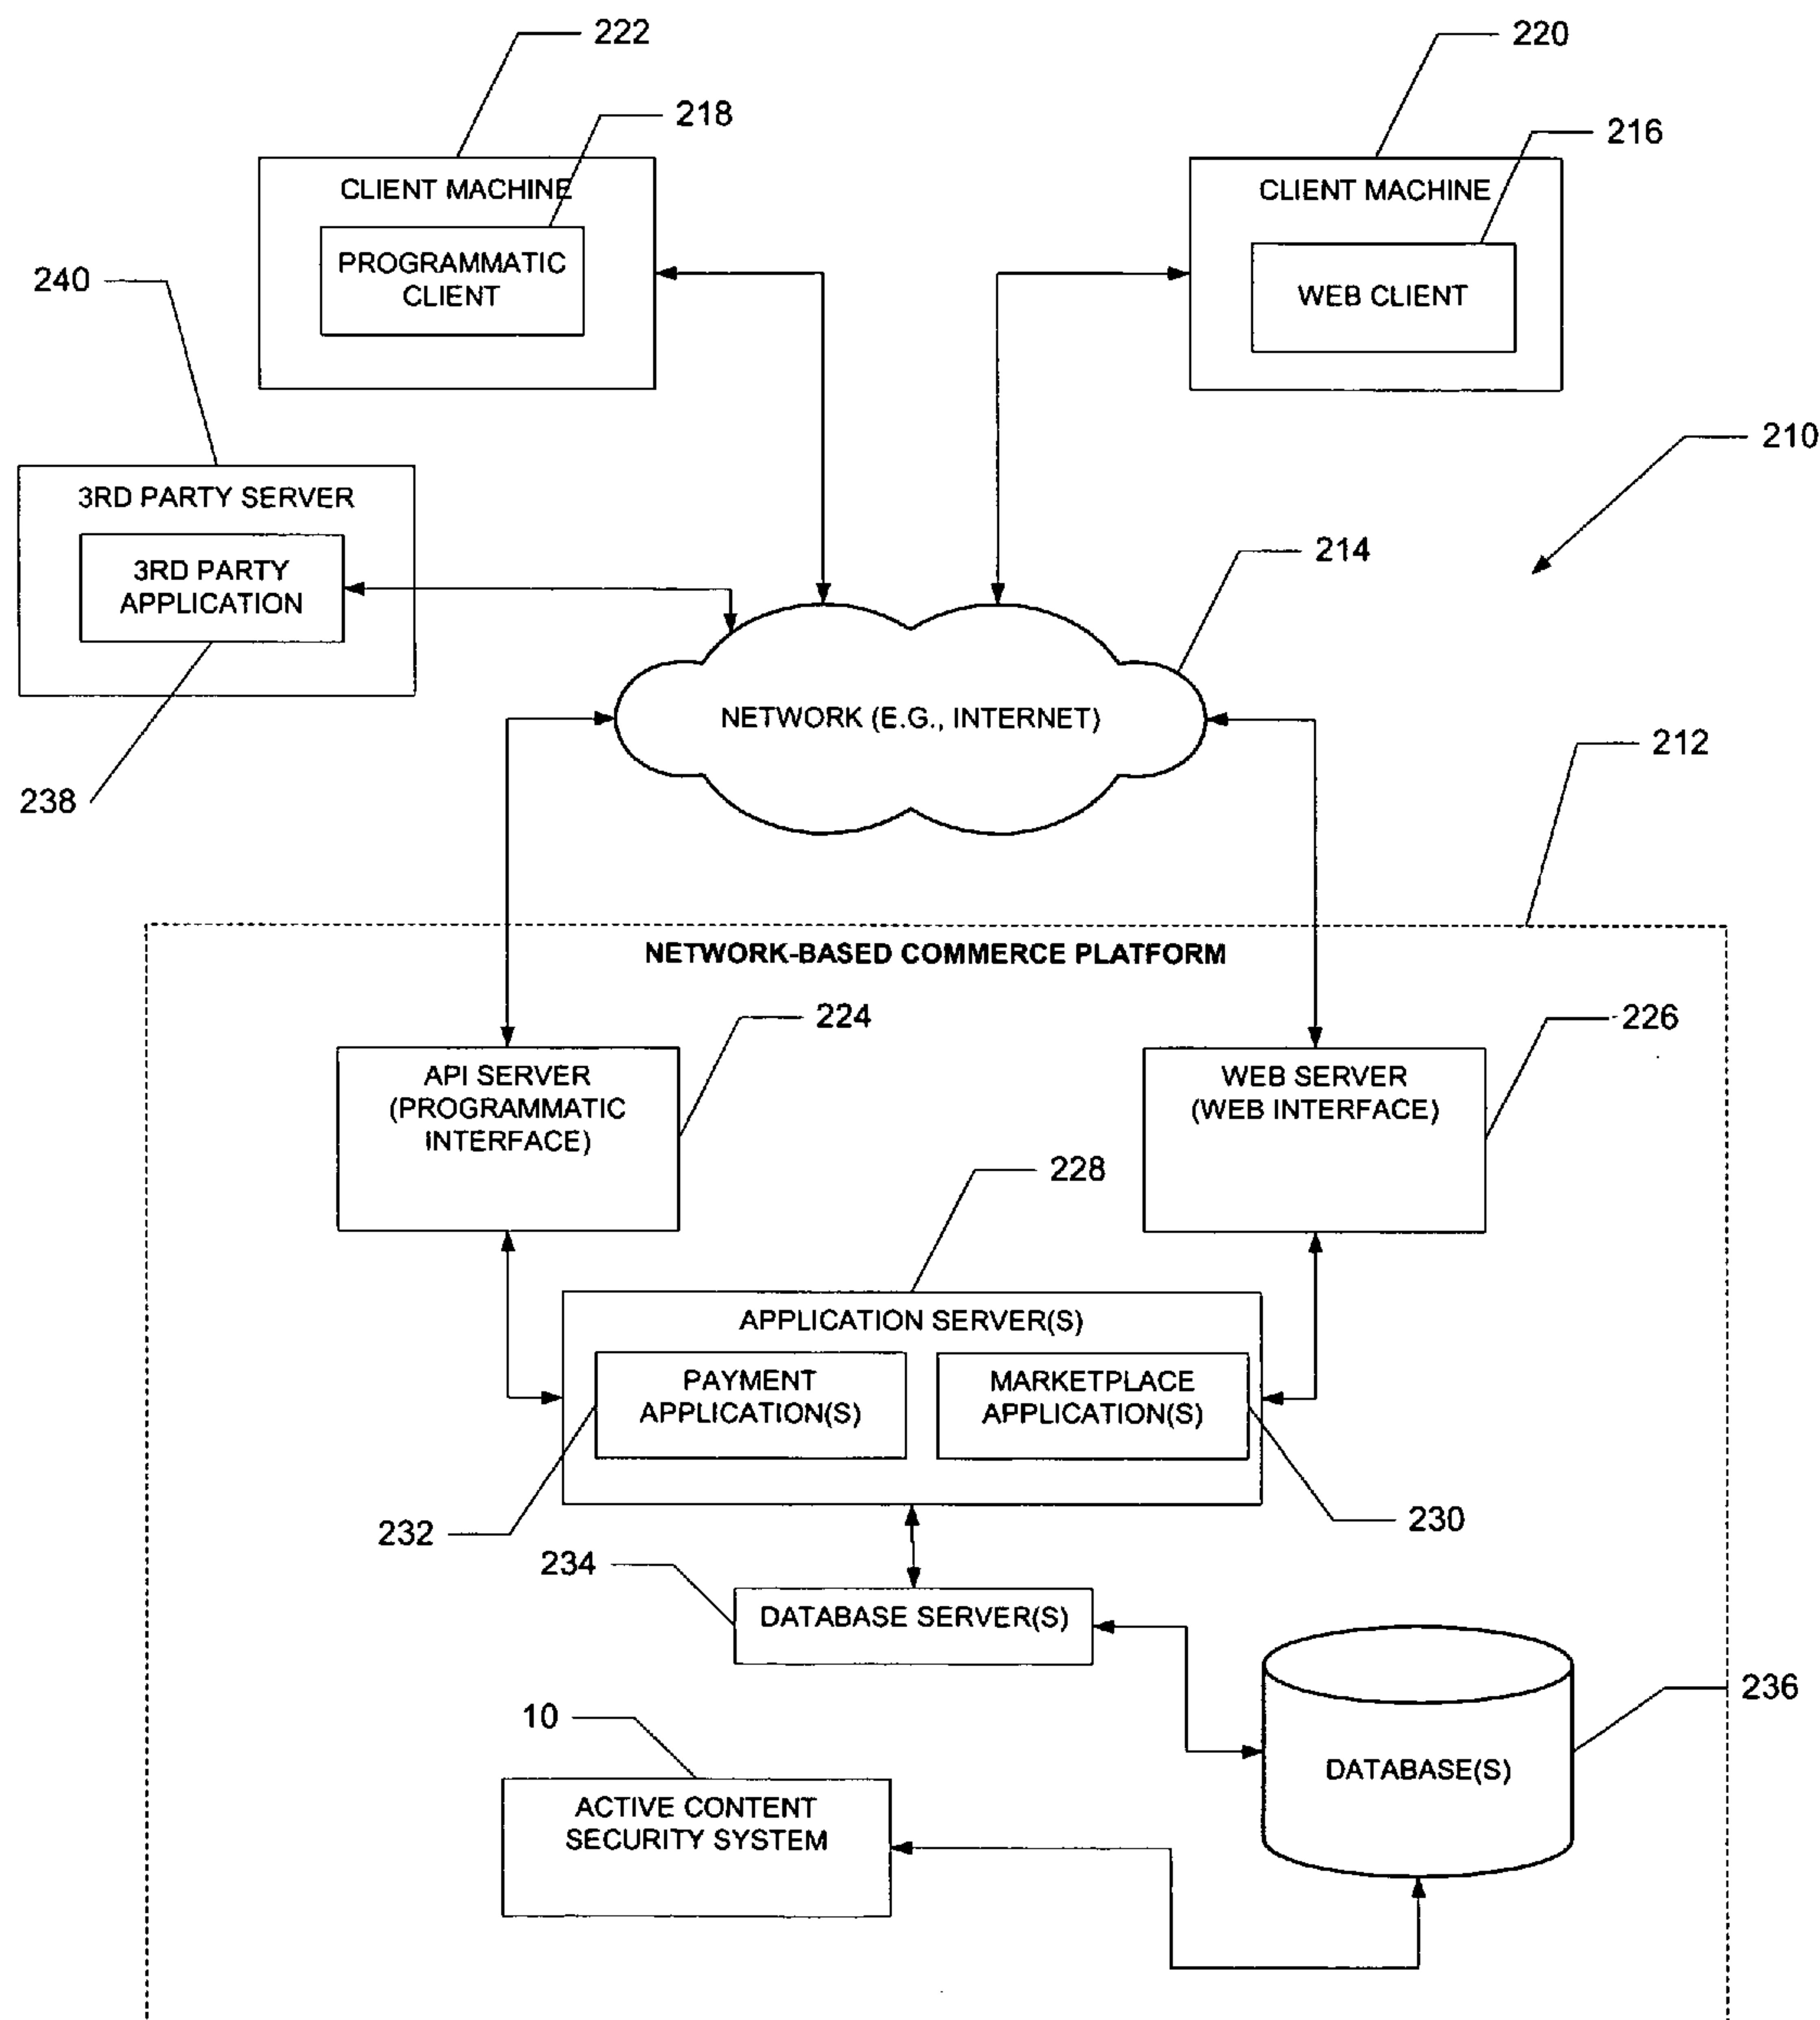 222
220
218
216
CLIENT MACHINE
CLIENT MACHINE
PROGRAMMATIC
CLIENT
WEB CLIENT
240
210
3RD PARTY SERVER
214
3RD PARTY
APPLICATION
NETWORK (E.G., INTERNET)
212
238
NETWORK-BASED COMMERCE PLATFORM
224
226
API SERVER
(PROGRAMMATIC
INTERFACE)
WEB SERVER
(WEB INTERFACE)
228
APPLICATION SERVER(S)
PAYMENT
APPLICATION(S)
MARKETPLACE
APPLICATION(S)
232
230
234
DATABASE SERVER(S)
236
10
DATABASE(S)
ACTIVE CONTENT
SECURITY SYSTEM